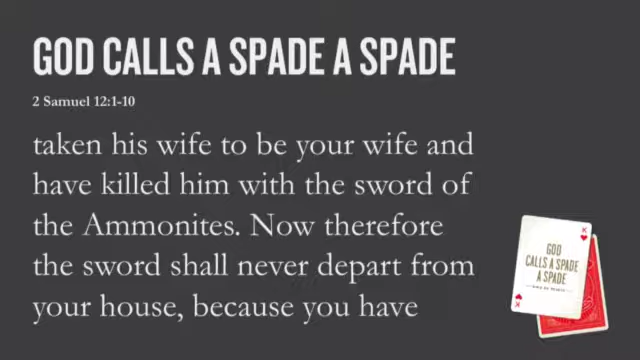 GOD CALLS A SPADE A SPADE
2 Samuel 12:1-10
taken his wife to be your wife and
have killed him with the sword of
the Ammonites. Now therefore
the sword shall never depart from
your house, because you have
K
GOD
CALLS A SPADE
A SPADE
K